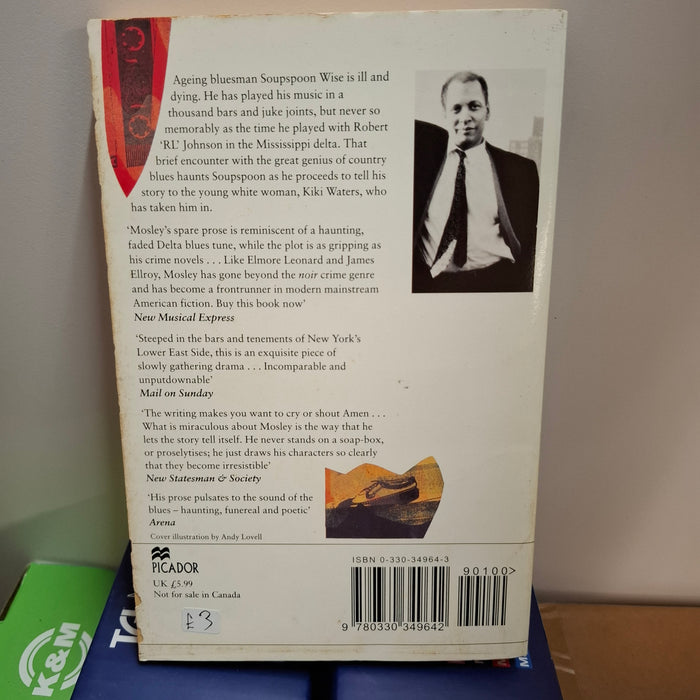 Ageing bluesman Soupspoon Wise is ill and
dying. He has played his music in a
thousand bars and juke joints, but never so
memorably as the time he played with Robert
‘RL’ Johnson in the Mississippi delta. That
brief encounter with the great genius of country
blues haunts Soupspoon as he proceeds to tell his
story to the young white woman, Kiki Waters, who
has taken him in.
‘Mosley's spare prose is reminiscent of a haunting,
faded Delta blues tune, while the plot is as gripping as
his crime novels . . . Like Elmore Leonard and James
Ellroy, Mosley has gone beyond the noir crime genre
and has become a frontrunner in modern mainstream
American fiction. Buy this book now’
New Musical Express
‘Steeped in the bars and tenements of New York's
Lower East Side, this is an exquisite piece of
slowly gathering drama . . . Incomparable and
unputdownable’
Mail on Sunday
‘The writing makes you want to cry or shout Amen . . .
What is miraculous about Mosley is the way that he
lets the story tell itself. He never stands on a soap-box,
or proselytises; he just draws his characters so clearly
that they become irresistible’
New Statesman & Society
‘His prose pulsates to the sound of the
blues – haunting, funereal and poetic’
Arena
Cover illustration by Andy Lovell
PICADOR
UK £5.99
Not for sale in Canada
£3
ISBN 0-330-34964-3
90100>
9 780330 349642
K&M